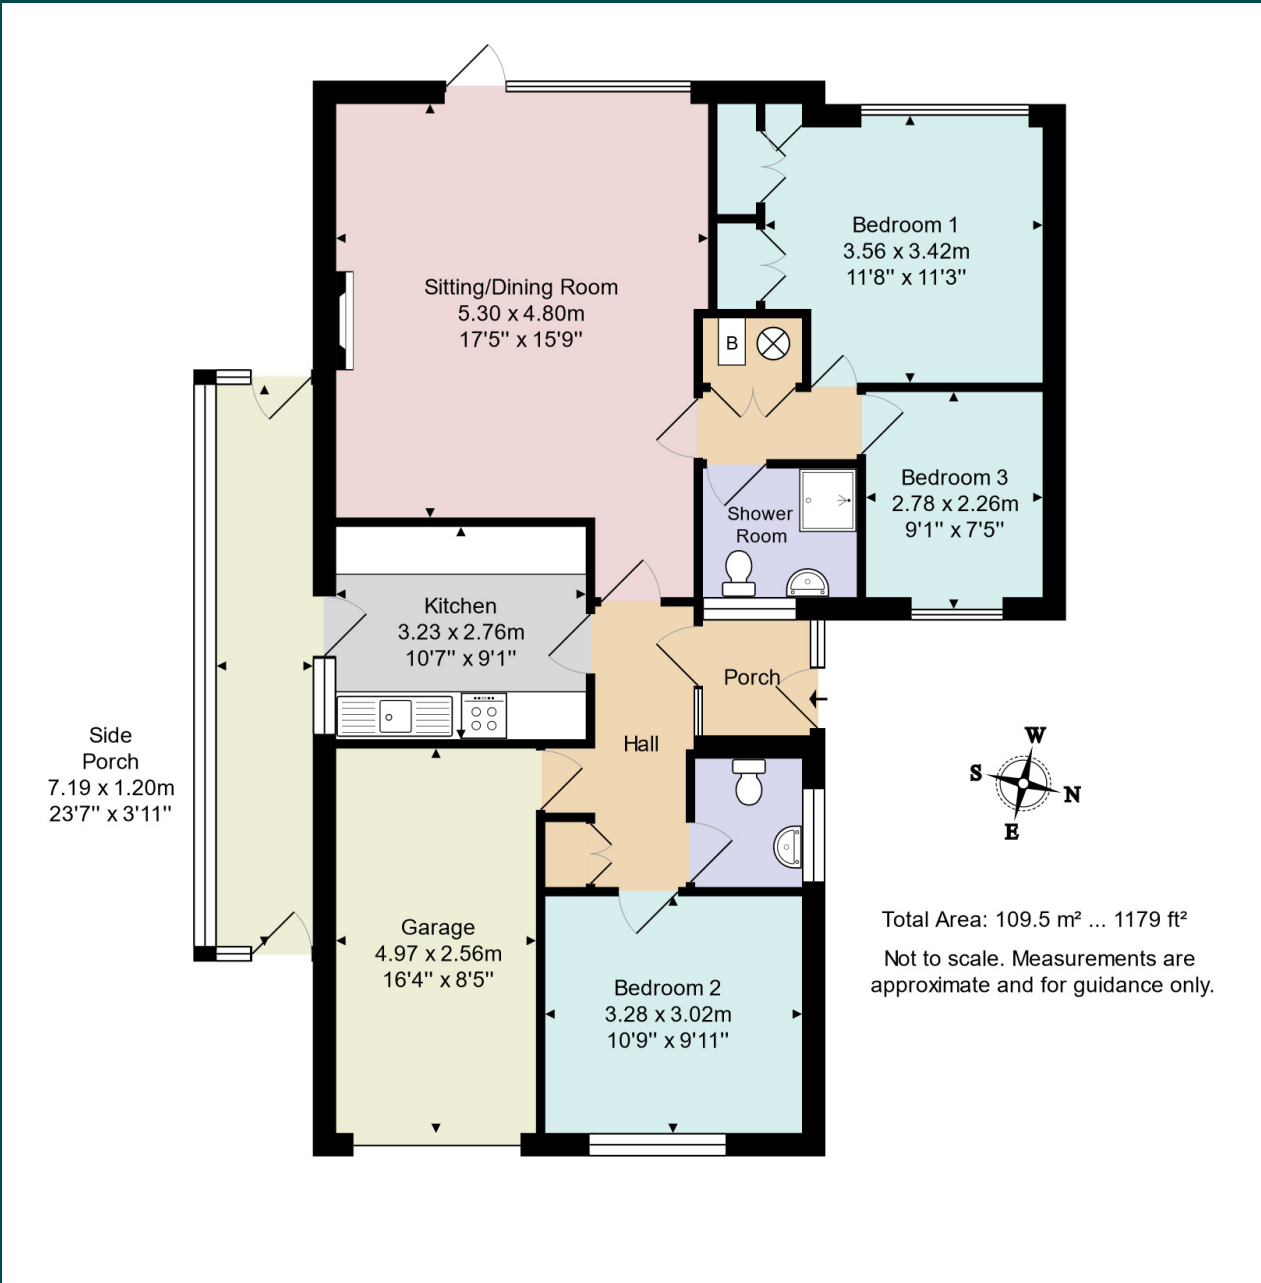 Sitting/Dining Room
5.30 x 4.80m
17'5" x 15'9"
Bedroom 1
3.56 x 3.42m
11'8" x 11'3"
B
Bedroom 3
2.78 x 2.26m
9'1" x 7'5"
Shower
Room
Kitchen
3.23 x 2.76m
10'7" x 9'1"
Porch
Hall
Side
Porch
7.19 x 1.20m
23'7" x 3'11"
W
S
N
E
Garage
4.97 x 2.56m
16'4" x 8'5"
Bedroom 2
3.28 x 3.02m
10'9" x 9'11"
Total Area: 109.5 m² ... 1179 ft²
Not to scale. Measurements are
approximate and for guidance only.